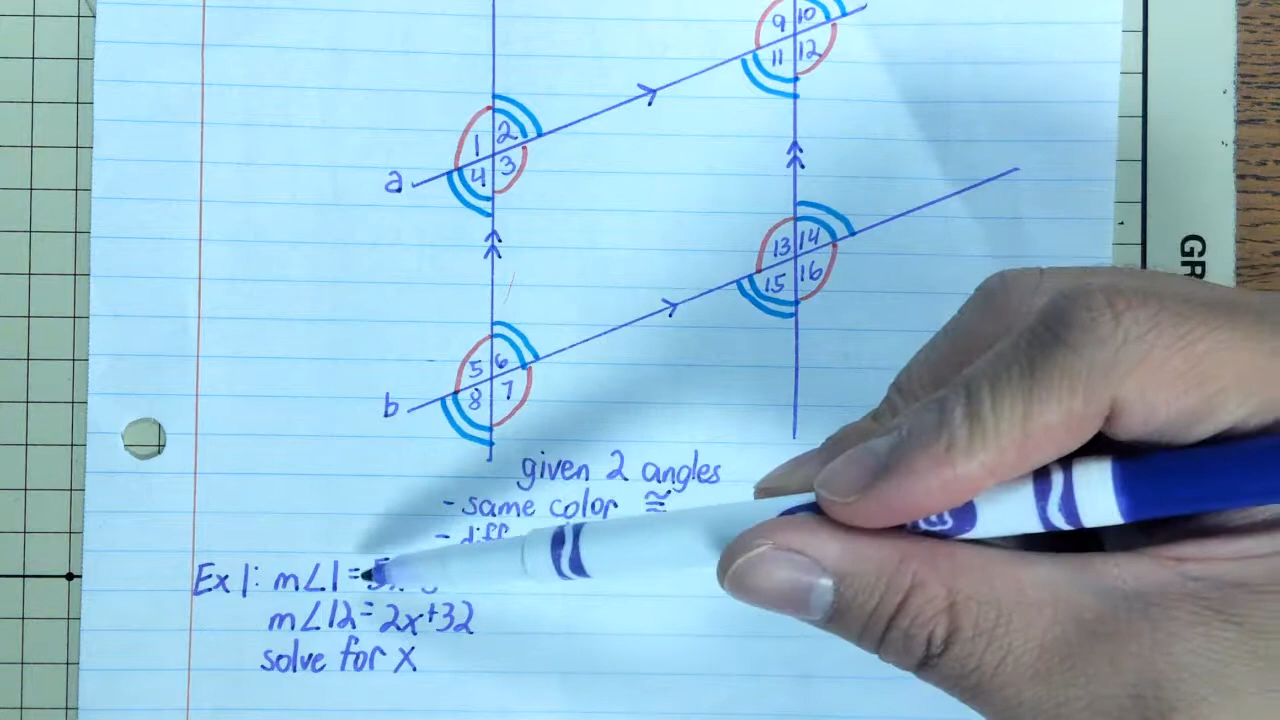 9 10
11 12
1 2
a 4 3
13 14
15 16
5 6
b 8 7
given 2 angles
- same color ≅
- diff
Ex 1: m∠1=
m∠12=2x+32
solve for x
GR